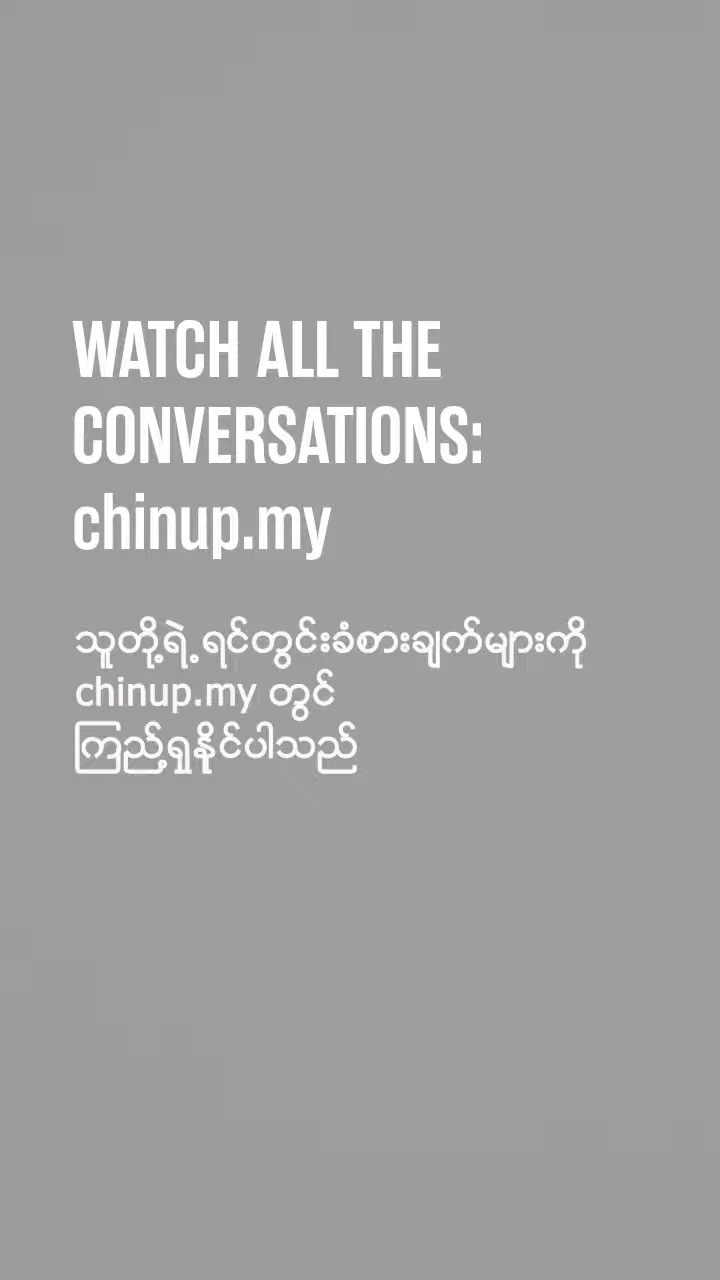 WATCH ALL THE
CONVERSATIONS:
chinup.my
သူတို့ရဲ့ ရင်တွင်းခံစားချက်များကို
chinup.my တွင်
ကြည့်ရှုနိုင်ပါသည်